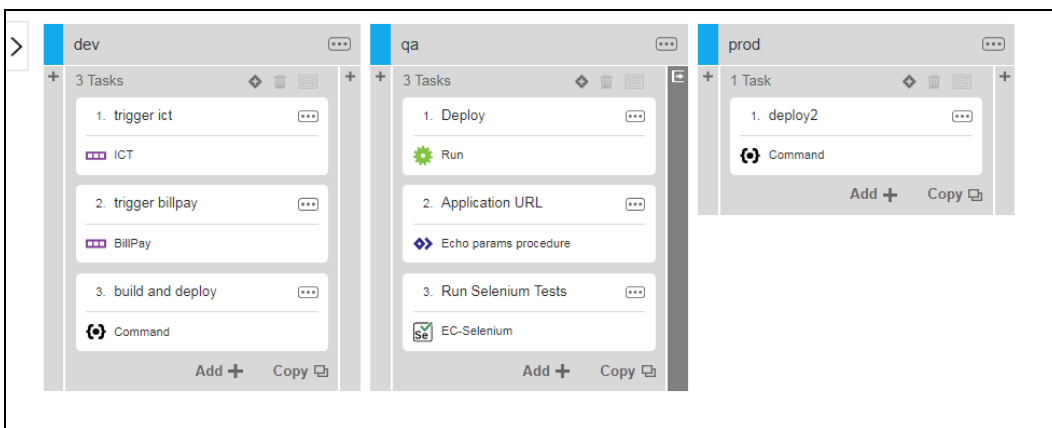 dev
3 Tasks
1. trigger ict
ICT
2. trigger billpay
BillPay
3. build and deploy
Command
Add
Copy
qa
3 Tasks
1. Deploy
Run
2. Application URL
Echo params procedure
3. Run Selenium Tests
Se
EC-Selenium
Add
Copy
prod
1 Task
1. deploy2
Command
Add
Copy